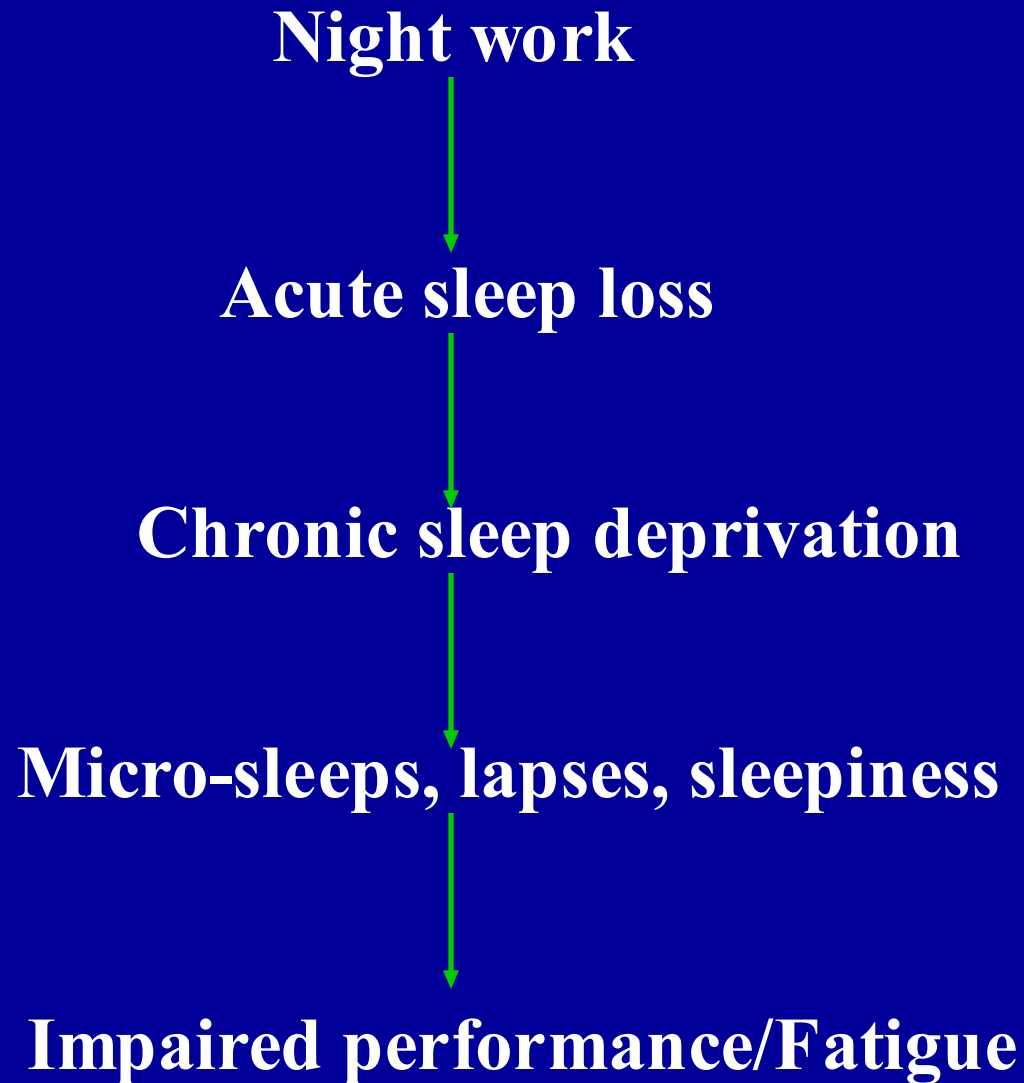 Night work
Acute sleep loss
Chronic sleep deprivation
Micro-sleeps, lapses, sleepiness
Impaired performance/Fatigue